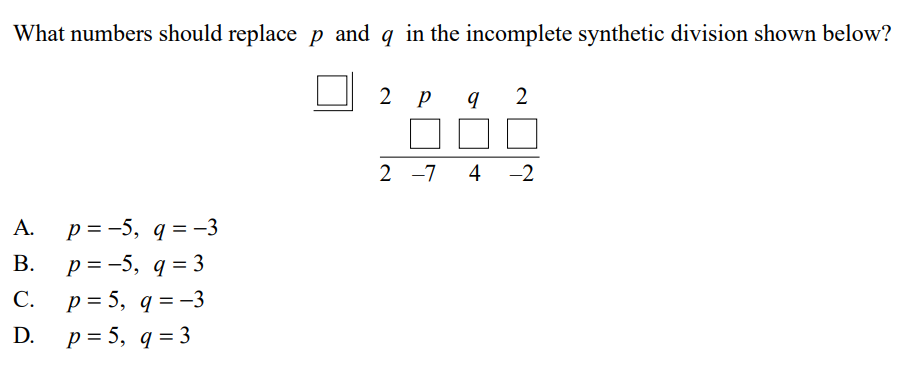 What numbers should replace p and q in the incomplete synthetic division shown below?
2 p q 2
2 –7 4 –2
A. p = –5, q = –3
B. p = –5, q = 3
C. p = 5, q = –3
D. p = 5, q = 3